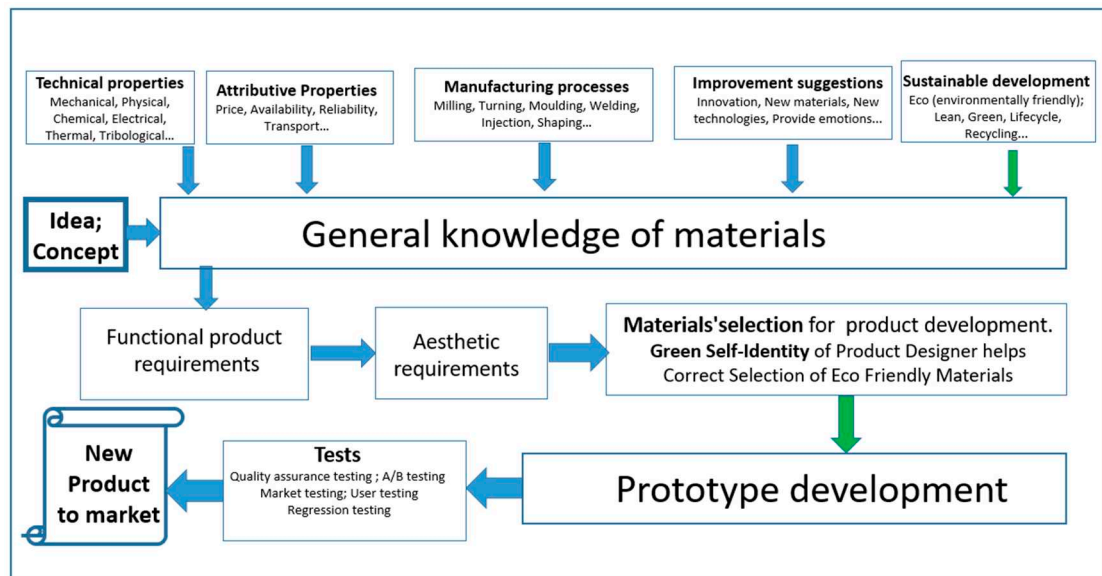 Technical properties
Mechanical, Physical,
Chemical, Electrical,
Thermal, Tribological...
Attributive Properties
Price, Availability, Reliability,
Transport...
Manufacturing processes
Milling, Turning, Moulding, Welding,
Injection, Shaping...
Improvement suggestions
Innovation, New materials, New
technologies, Provide emotions...
Sustainable development
Eco (environmentally friendly);
Lean, Green, Lifecycle,
Recycling...
Idea;
Concept
General knowledge of materials
Functional product
requirements
Aesthetic
requirements
Materials'selection for product development.
Green Self-Identity of Product Designer helps
Correct Selection of Eco Friendly Materials
Prototype development
Tests
Quality assurance testing ; A/B testing
Market testing; User testing
Regression testing
New
Product
to market